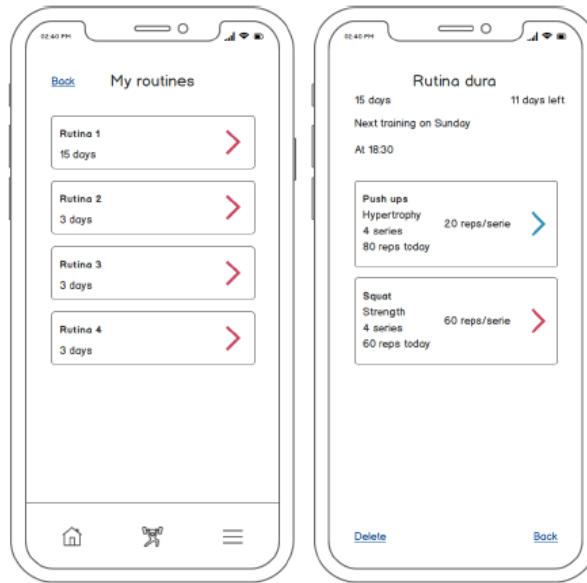 02:40 PM
Back
My routines
Rutina 1
15 days
Rutina 2
3 days
Rutina 3
3 days
Rutina 4
3 days
02:40 PM
Rutina dura
15 days
11 days left
Next training on Sunday
At 18:30
Push ups
Hypertrophy
4 series
20 reps/serie
80 reps today
Squat
Strength
4 series
60 reps/serie
60 reps today
Delete
Back